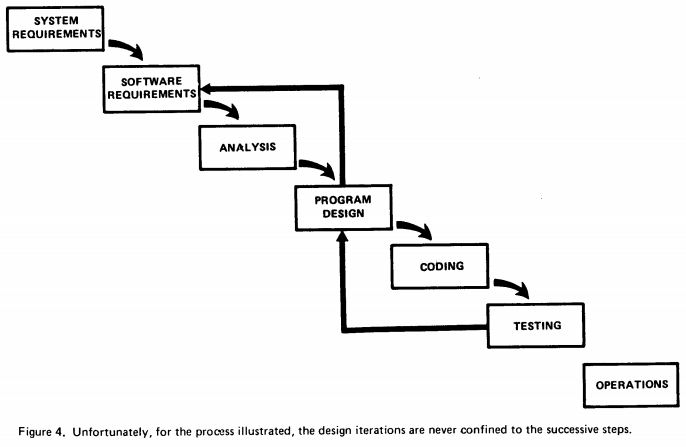 SYSTEM
REQUIREMENTS
SOFTWARE
REQUIREMENTS
ANALYSIS
PROGRAM
DESIGN
CODING
TESTING
OPERATIONS
Figure 4. Unfortunately, for the process illustrated, the design iterations are never confined to the successive steps.